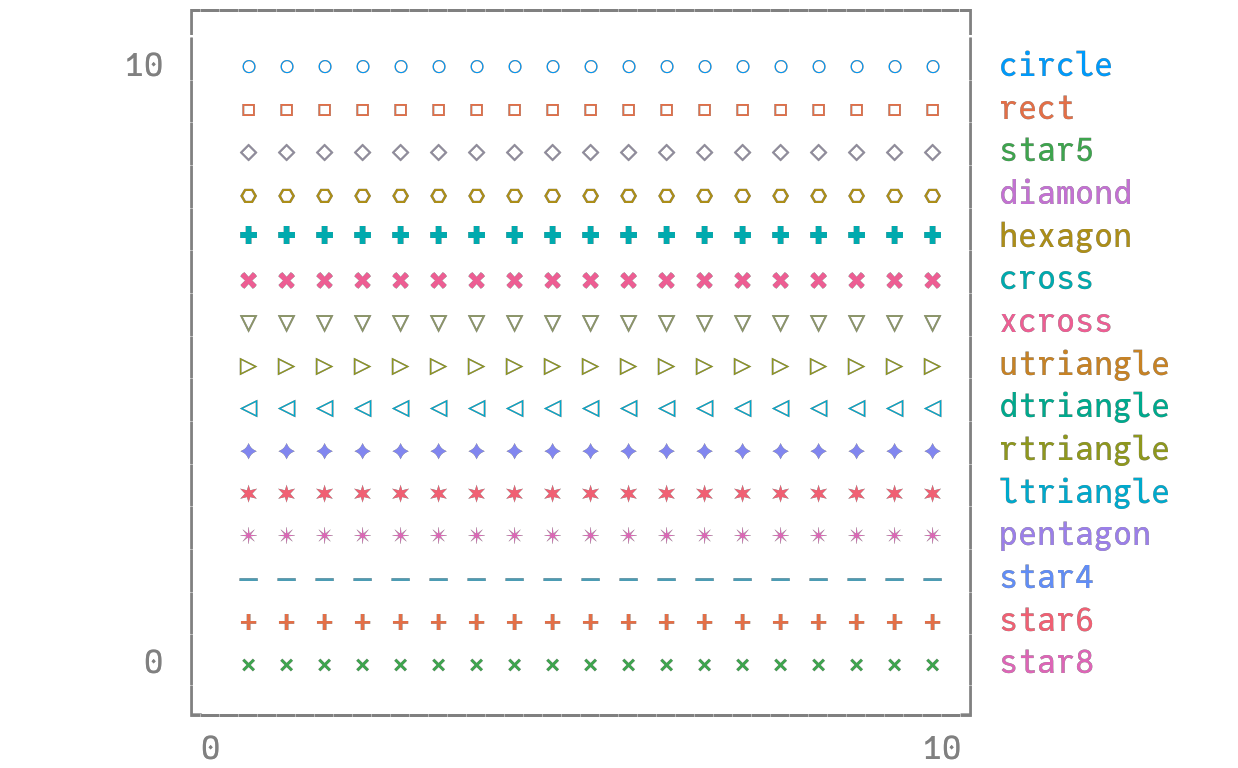 10
circle
rect
star5
diamond
hexagon
cross
xcross
utriangle
dtriangle
rtriangle
ltriangle
pentagon
star4
star6
0
star8
0 10